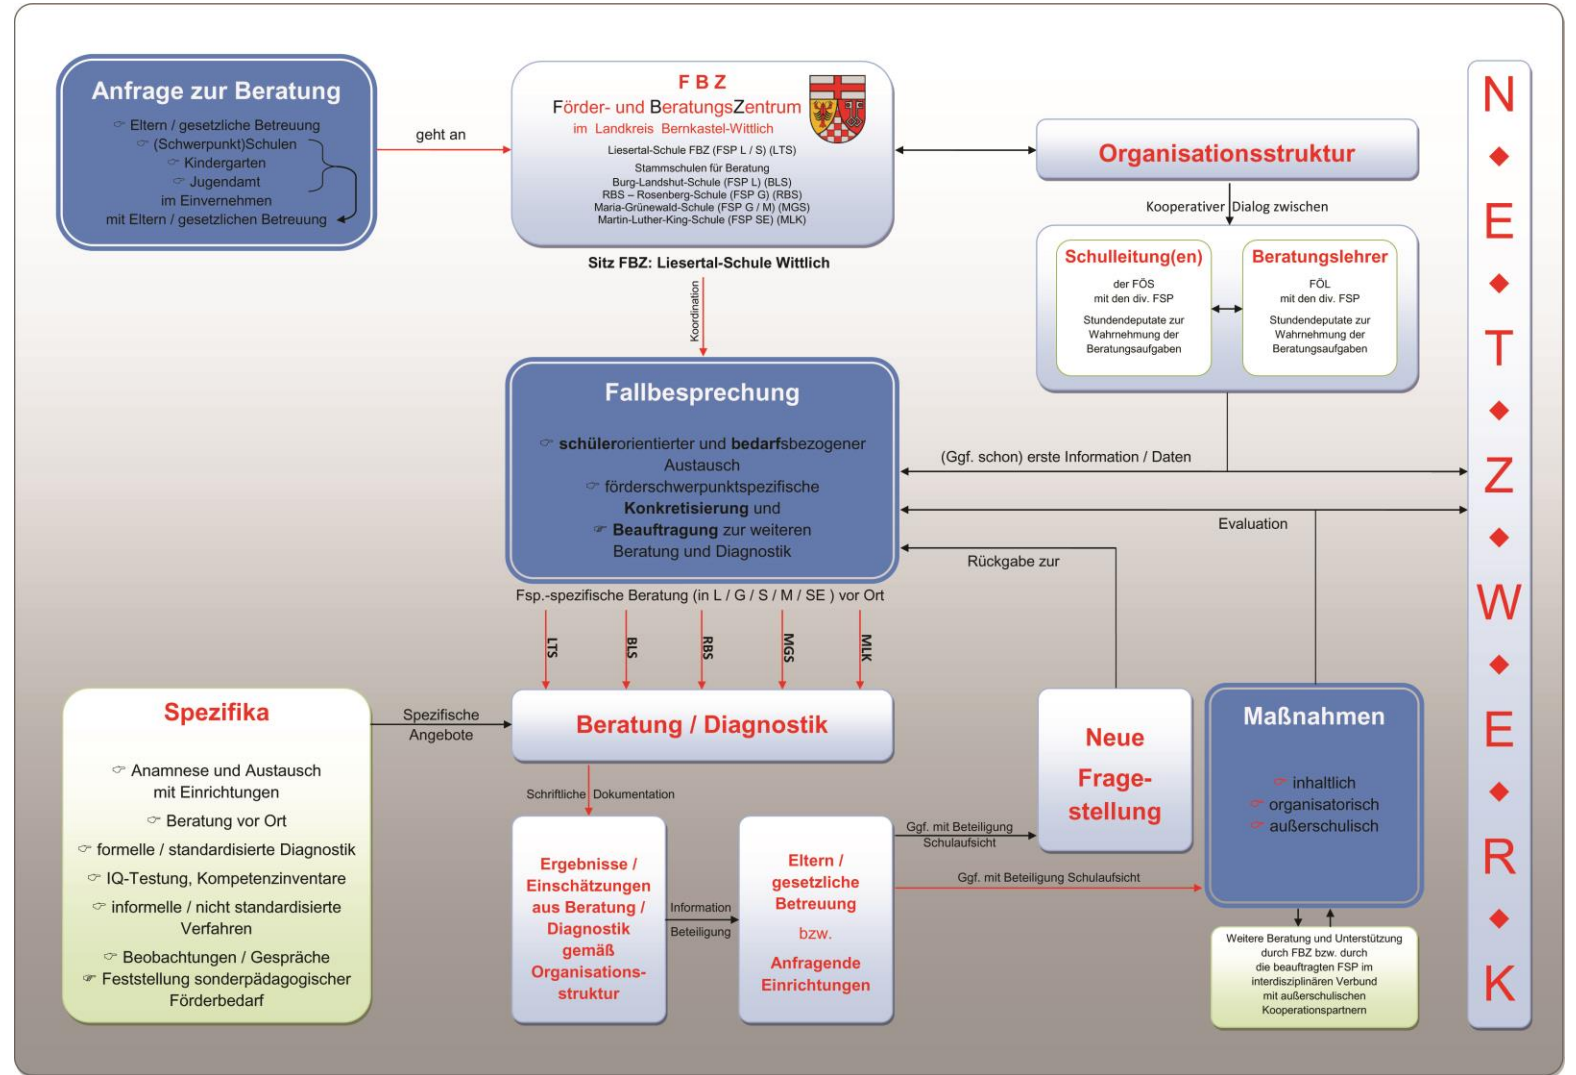 Anfrage zur Beratung
☞ Eltern / gesetzliche Betreuung
☞ (Schwerpunkt)Schulen
☞ Kindergarten
☞ Jugendamt
im Einvernehmen
mit Eltern / gesetzlichen Betreuung
geht an
F B Z
Förder- und BeratungsZentrum
im Landkreis Bernkastel-Wittlich
Liesertal-Schule FBZ (FSP L / S) (LTS)
Stammschulen für Beratung
Burg-Landshut-Schule (FSP L) (BLS)
RBS – Rosenberg-Schule (FSP G) (RBS)
Maria-Grünewald-Schule (FSP G / M) (MGS)
Martin-Luther-King-Schule (FSP SE) (MLK)
Sitz FBZ: Liesertal-Schule Wittlich
Organisationsstruktur
Kooperativer Dialog zwischen
Schulleitung(en)
der FÖS
mit den div. FSP
Stundendeputate zur
Wahrnehmung der
Beratungsaufgaben
Beratungslehrer
FÖL
mit den div. FSP
Stundendeputate zur
Wahrnehmung der
Beratungsaufgaben
Koordination
Fallbesprechung
☞ schülerorientierter und bedarfsbezogener
Austausch
☞ förderschwerpunktspezifische
Konkretisierung und
☞ Beauftragung zur weiteren
Beratung und Diagnostik
(Ggf. schon) erste Information / Daten
Evaluation
Rückgabe zur
Fsp.-spezifische Beratung (in L / G / S / M / SE ) vor Ort
LTS
BLS
RBS
MGS
MLK
Spezifika
☞ Anamnese und Austausch
mit Einrichtungen
☞ Beratung vor Ort
☞ formelle / standardisierte Diagnostik
☞ IQ-Testung, Kompetenzinventare
☞ informelle / nicht standardisierte
Verfahren
☞ Beobachtungen / Gespräche
☞ Feststellung sonderpädagogischer
Förderbedarf
Spezifische
Angebote
Beratung / Diagnostik
Schriftliche Dokumentation
Ergebnisse /
Einschätzungen
aus Beratung /
Diagnostik
gemäß
Organisations-
struktur
Information
Beteiligung
Eltern /
gesetzliche
Betreuung
bzw.
Anfragende
Einrichtungen
Ggf. mit Beteiligung
Schulaufsicht
Ggf. mit Beteiligung Schulaufsicht
Neue
Frage-
stellung
Maßnahmen
☞ inhaltlich
☞ organisatorisch
☞ außerschulisch
Weitere Beratung und Unterstützung
durch FBZ bzw. durch
die beauftragten FSP im
interdisziplinären Verbund
mit außerschulischen
Kooperationspartnern
N ◆ E ◆ T ◆ Z ◆ W ◆ E ◆ R ◆ K